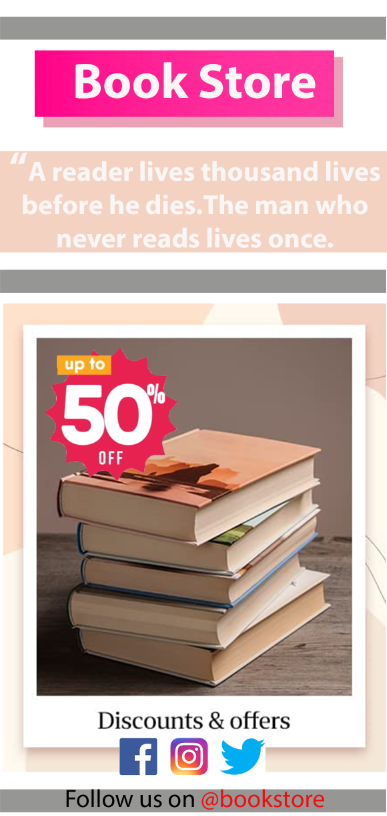 Book Store
“A reader lives thousand lives
before he dies.The man who
never reads lives once.
up to
50%
OFF
Discounts & offers
Follow us on @bookstore